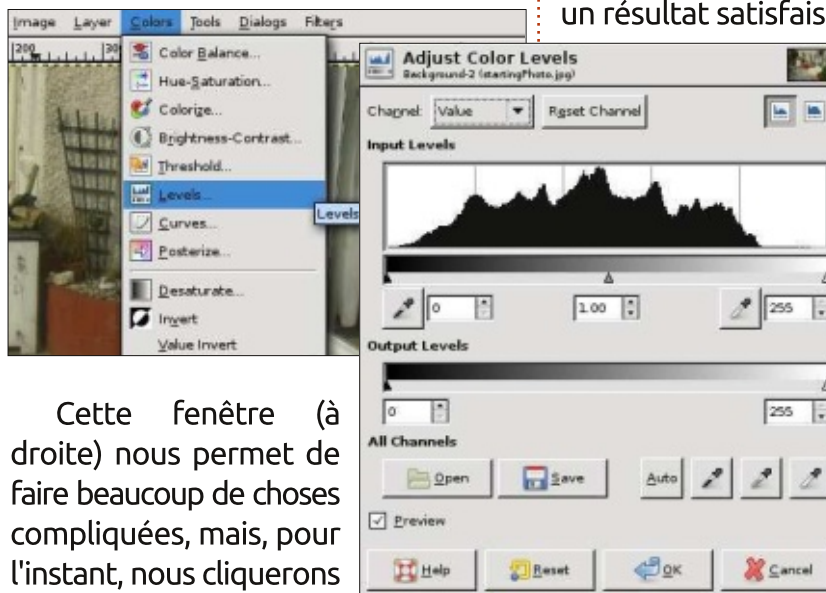 un résultat satisfais
Image Layer Colors Tools Dialogs Filters
200
Color Balance...
Hue-Saturation...
Colorize...
Brightness-Contrast...
Threshold...
Levels...
Levels
Curves...
Posterize...
Desaturate...
Invert
Value Invert
Adjust Color Levels
Background-2 (startingPhoto.jpg)
Channel: Value Reset Channel
Input Levels
0 1.00 255
Output Levels
0 255
All Channels
Open Save Auto
Preview
Help Reset OK Cancel
Cette fenêtre (à
droite) nous permet de
faire beaucoup de choses
compliquées, mais, pour
l'instant, nous cliquerons